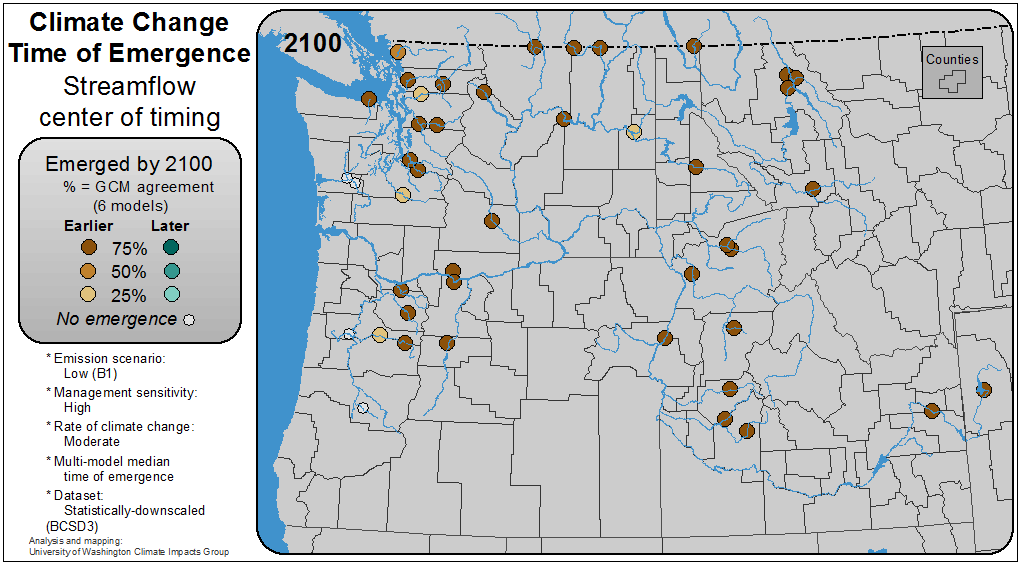 Climate Change
Time of Emergence
Streamflow
center of timing
Emerged by 2100
% = GCM agreement
(6 models)
Earlier Later
75%
50%
25%
No emergence
* Emission scenario:
Low (B1)
* Management sensitivity:
High
* Rate of climate change:
Moderate
* Multi-model median
time of emergence
* Dataset:
Statistically-downscaled
(BCSD3)
Analysis and mapping:
University of Washington Climate Impacts Group
2100
Counties